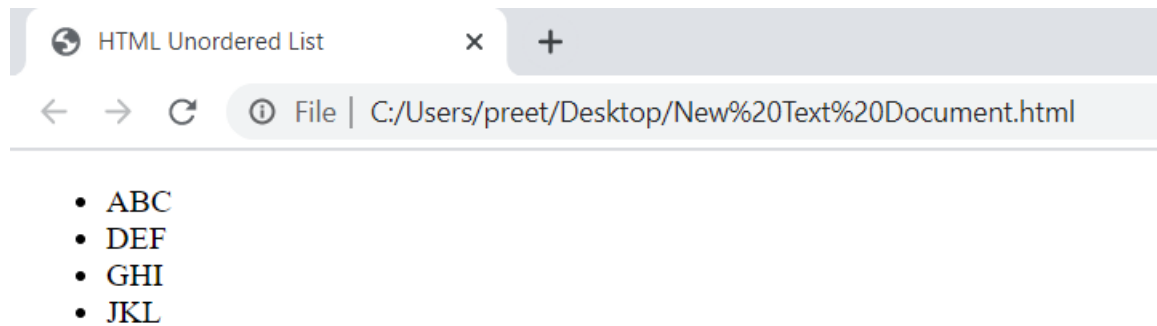 HTML Unordered List
File | C:/Users/preet/Desktop/New%20Text%20Document.html
• ABC
• DEF
• GHI
• JKL